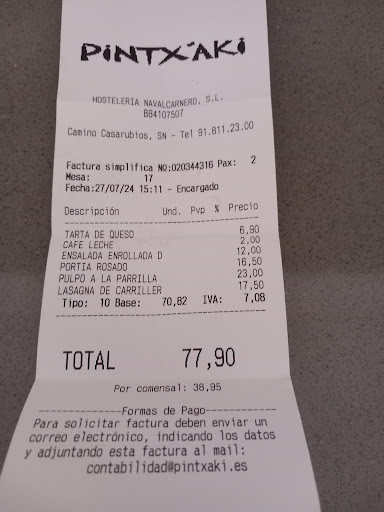 PiNTX'AKi
HOSTELERIA NAVALCARNERO, S.L.
B84107507
Camino Casarubios, SN - Tel 91.811.23.00
Factura simplifica NO:020344316 Pax: 2
Mesa: 17
Fecha:27/07/24 15:11 - Encargado
Descripción Und. Pvp % Precio
TARTA DE QUESO 6,90
CAFE LECHE 2,00
ENSALADA ENROLLADA D 12,00
PORTIA ROSADO 16,50
PULPO A LA PARRILLA 23,00
LASAGNA DE CARRILLER 17,50
Tipo: 10 Base: 70,82 IVA: 7,08
TOTAL 77,90
Por comensal: 38,95
--------------Formas de Pago--------------
Para solicitar factura deben enviar un
correo electrónico, indicando los datos
y adjuntando esta factura al mail:
contabilidad@pintxaki.es